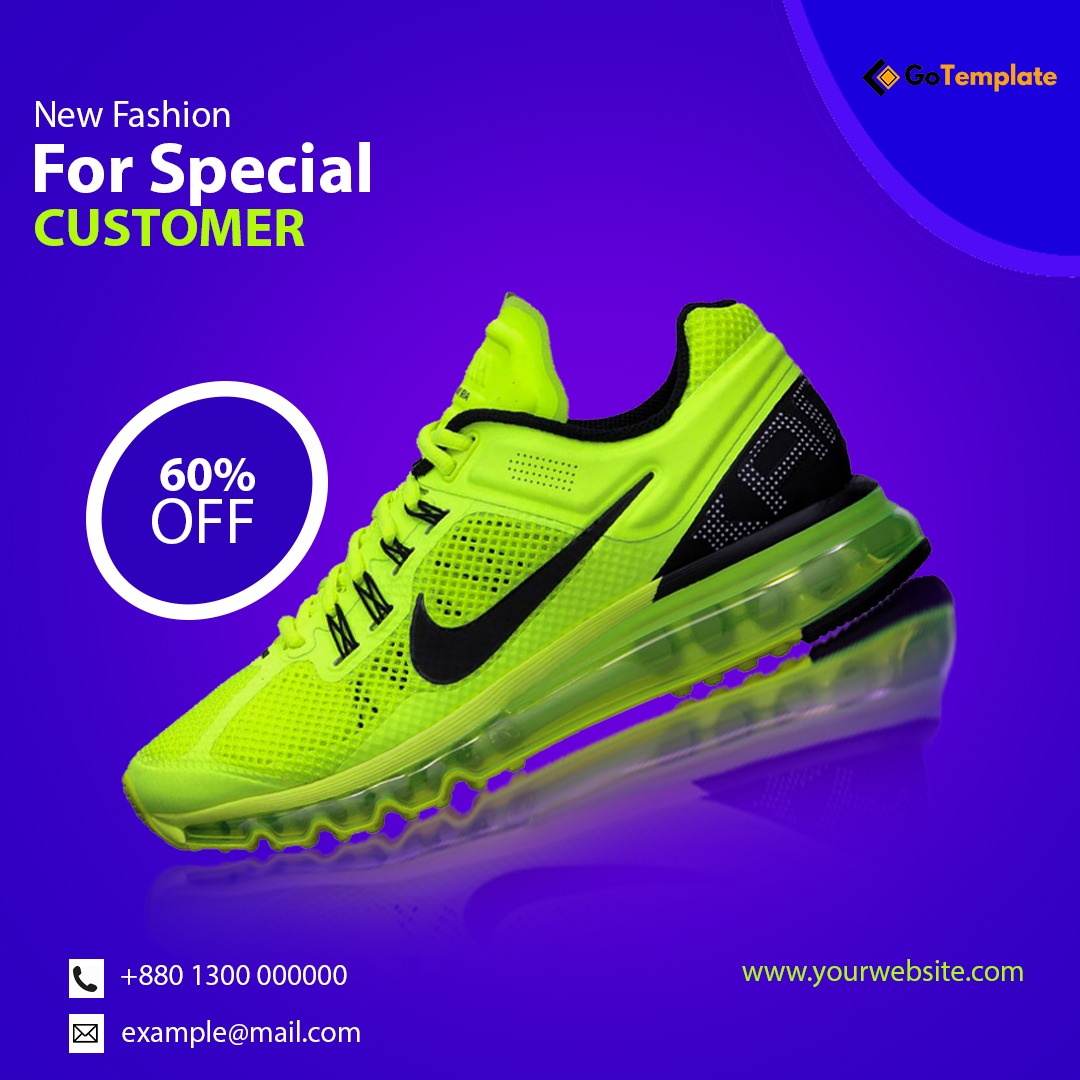 GoTemplate
New Fashion
For Special
CUSTOMER
60%
OFF
+880 1300 000000
www.yourwebsite.com
example@mail.com